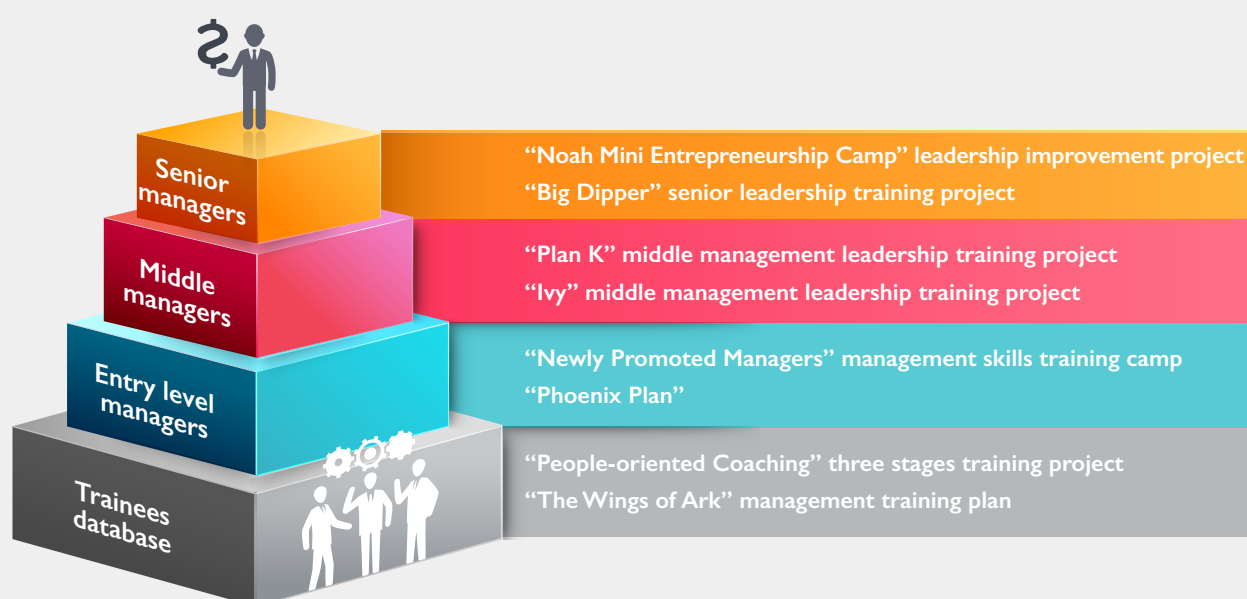 Senior
managers
“Noah Mini Entrepreneurship Camp” leadership improvement project
“Big Dipper” senior leadership training project
Middle
managers
“Plan K” middle management leadership training project
“Ivy” middle management leadership training project
Entry level
managers
“Newly Promoted Managers” management skills training camp
“Phoenix Plan”
Trainees
database
“People-oriented Coaching” three stages training project
“The Wings of Ark” management training plan